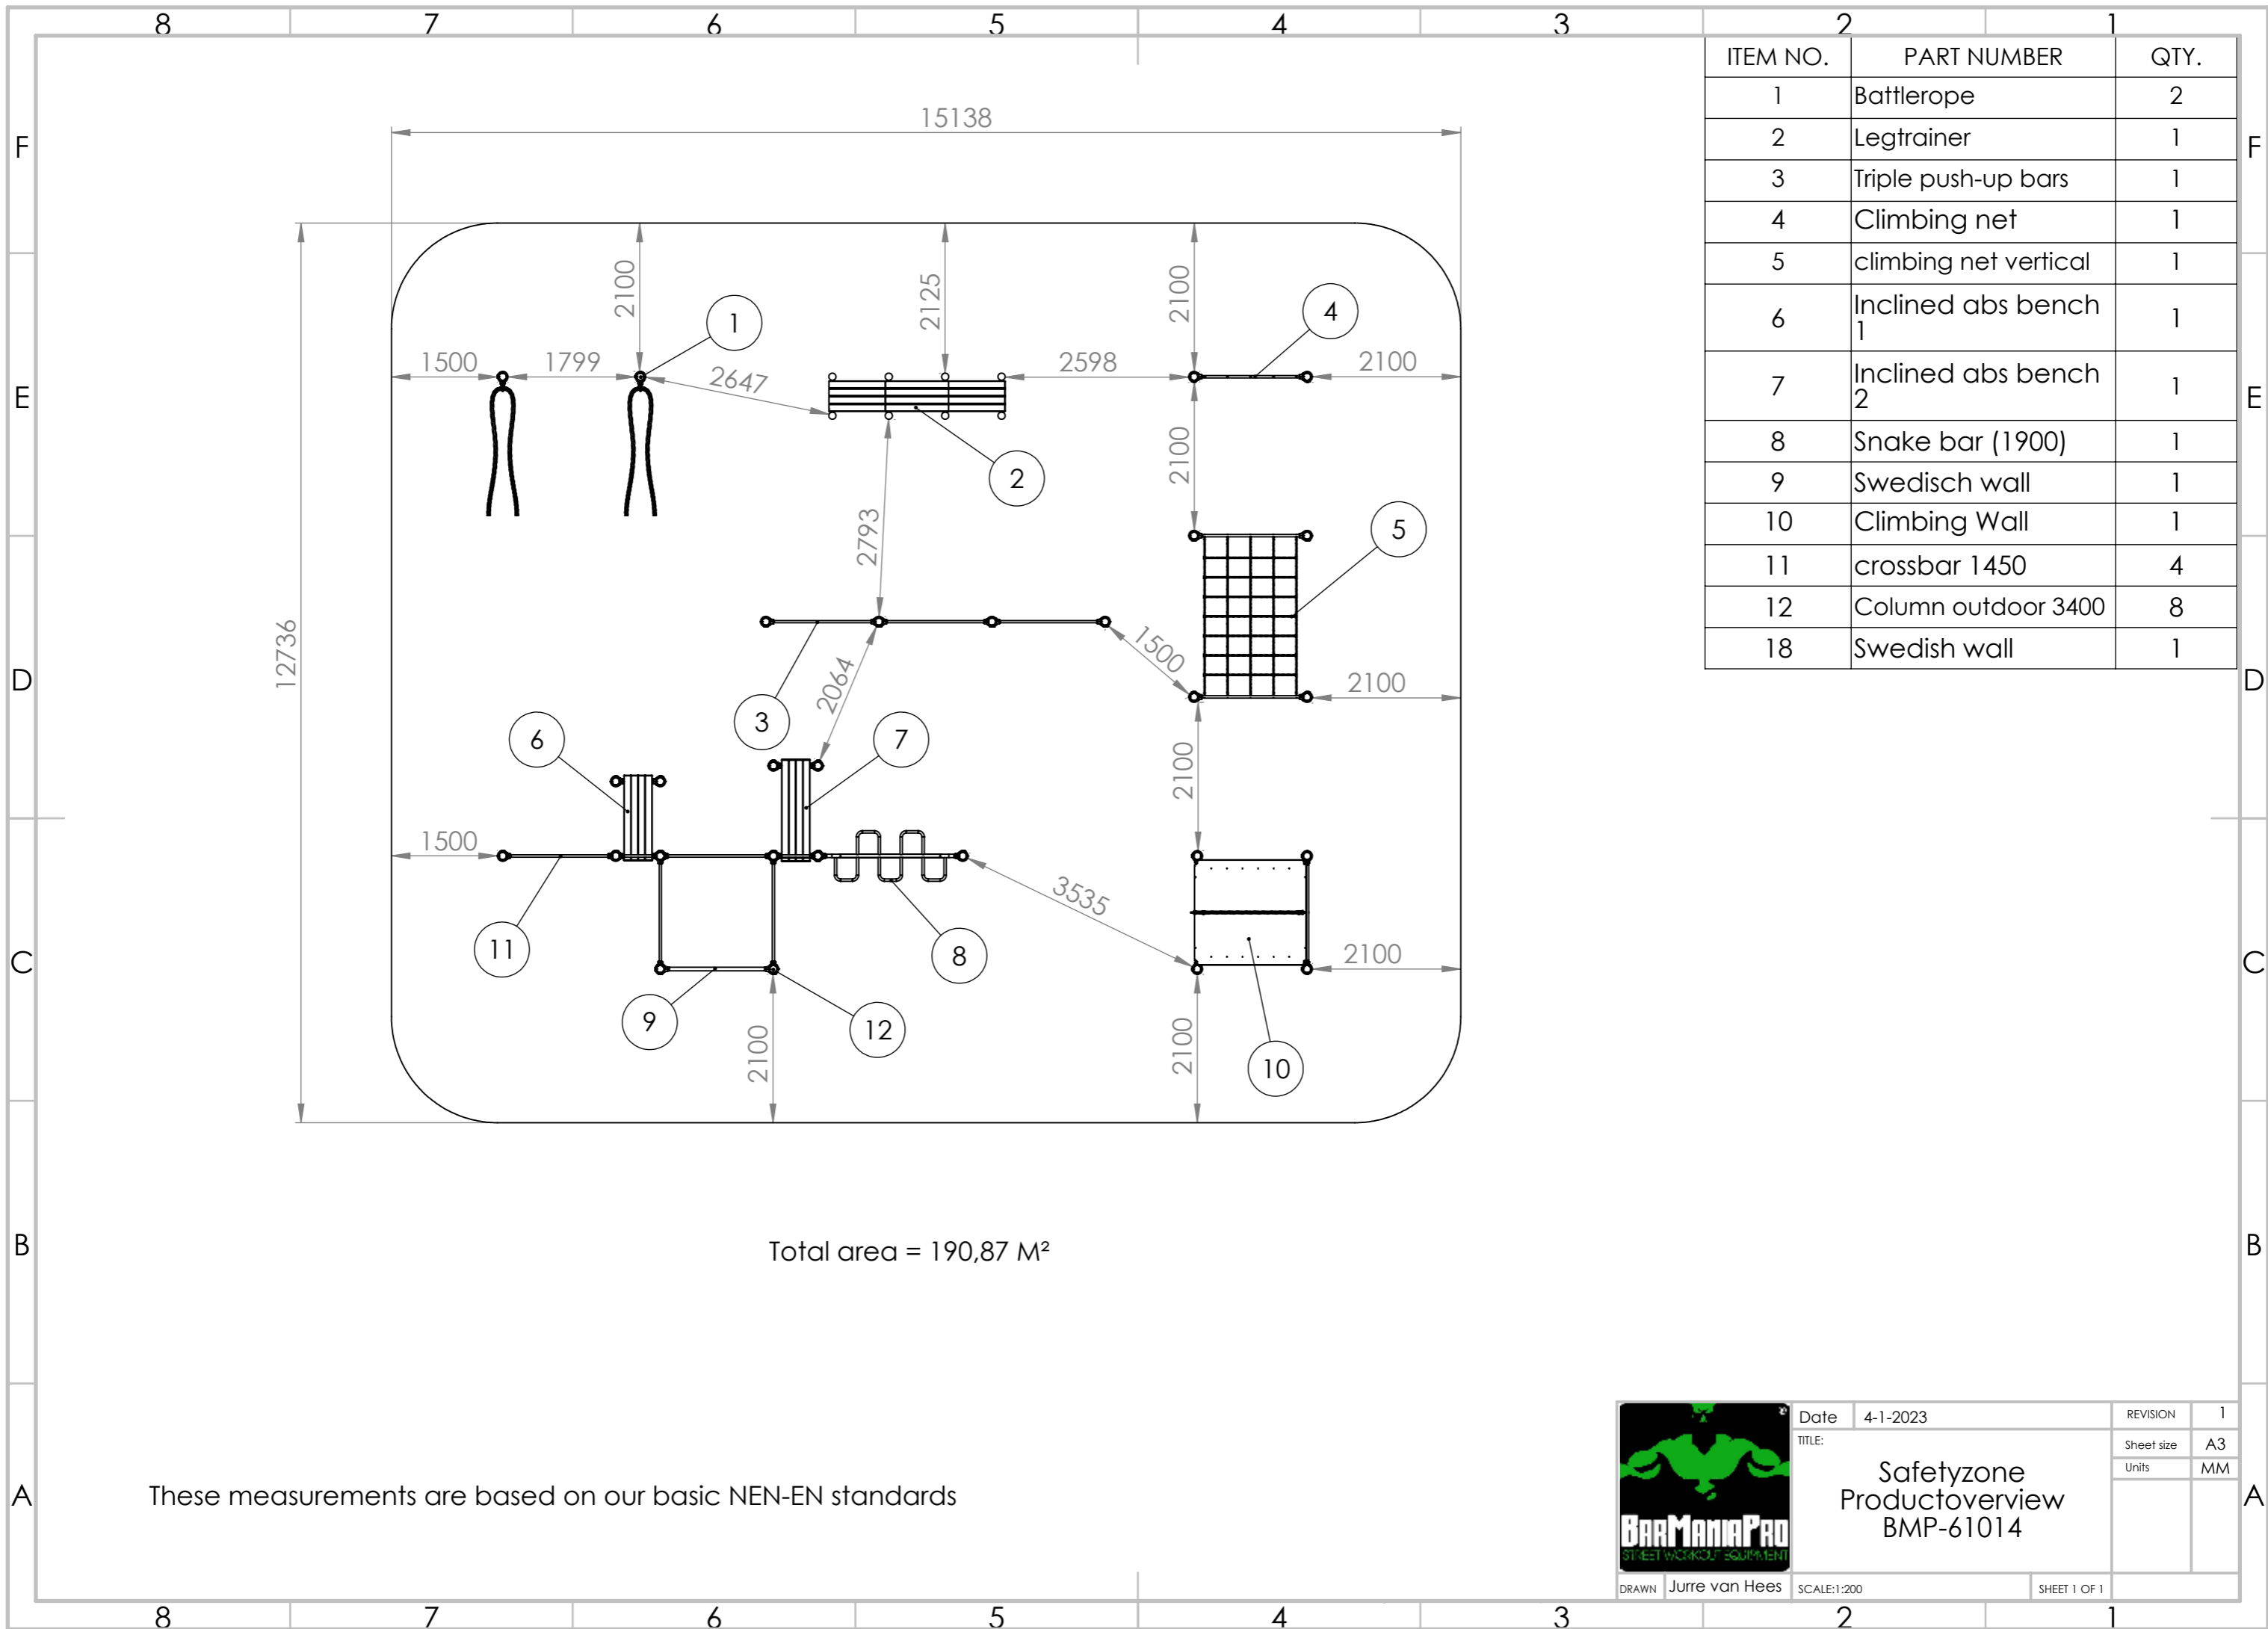 8 7 6 5 4 3 2 1
F F
E E
D D
C C
B B
A A
ITEM NO. PART NUMBER QTY.
1 Battlerope 2
2 Legtrainer 1
3 Triple push-up bars 1
4 Climbing net 1
5 climbing net vertical 1
6 Inclined abs bench 1
1
7 Inclined abs bench 1
2
8 Snake bar (1900) 1
9 Swedisch wall 1
10 Climbing Wall 1
11 crossbar 1450 4
12 Column outdoor 3400 8
18 Swedish wall 1
15138
2100 2125 2100
1 4
1500 1799 2647 2598 2100
2100
2
2793
5
12736
1500
2064
2100
3
6 7
2100
1500
3535
11 8
2100
9 12
2100 2100
10
Total area = 190,87 M²
These measurements are based on our basic NEN-EN standards
BARMANIAPRO
STREET WORKOUT EQUIPMENT
Date 4-1-2023
REVISION 1
TITLE:
Sheet size A3
Units MM
Safetyzone
Productoverview
BMP-61014
DRAWN Jurre van Hees SCALE:1:200 SHEET 1 OF 1
8 7 6 5 4 3 2 1